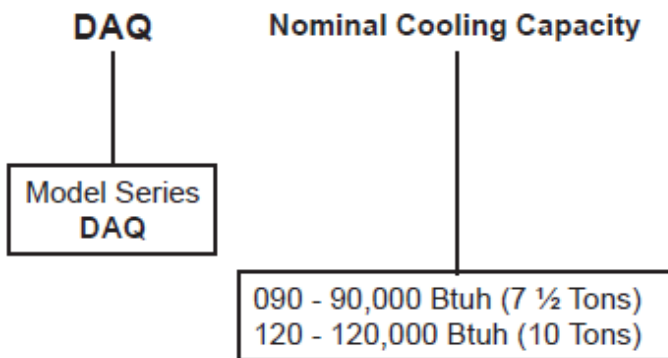 DAQ
Nominal Cooling Capacity
Model Series
DAQ
090 - 90,000 Btuh (7 ½ Tons)
120 - 120,000 Btuh (10 Tons)